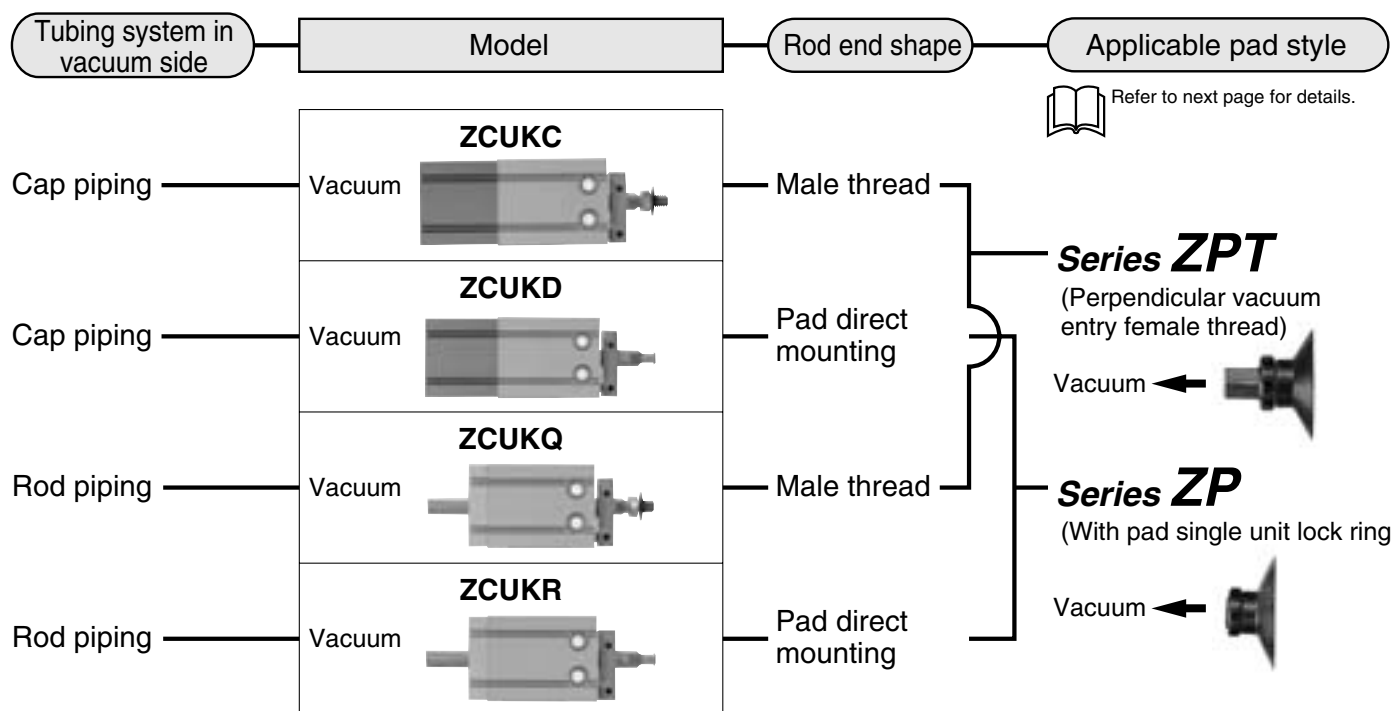 Tubing system in
vacuum side
Model
Rod end shape
Applicable pad style
Refer to next page for details.
Cap piping
Vacuum
ZCUKC
Male thread
Cap piping
Vacuum
ZCUKD
Pad direct
mounting
Rod piping
Vacuum
ZCUKQ
Male thread
Rod piping
Vacuum
ZCUKR
Pad direct
mounting
Series ZPT
(Perpendicular vacuum
entry female thread)
Vacuum
Series ZP
(With pad single unit lock ring
Vacuum